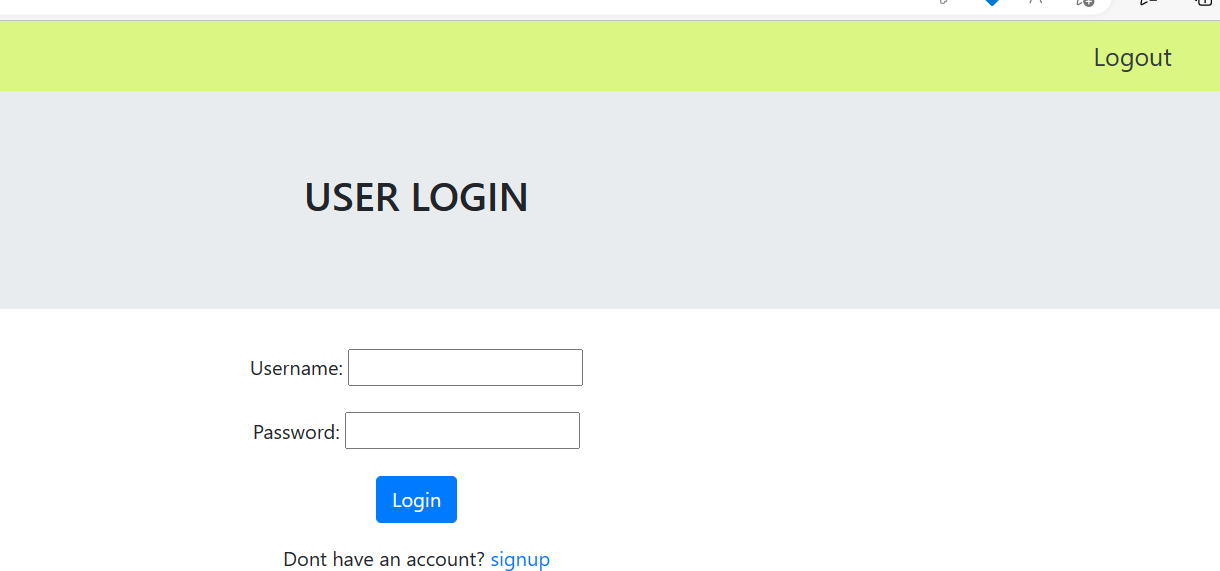 Logout
USER LOGIN
Username:
Password:
Login
Dont have an account? signup